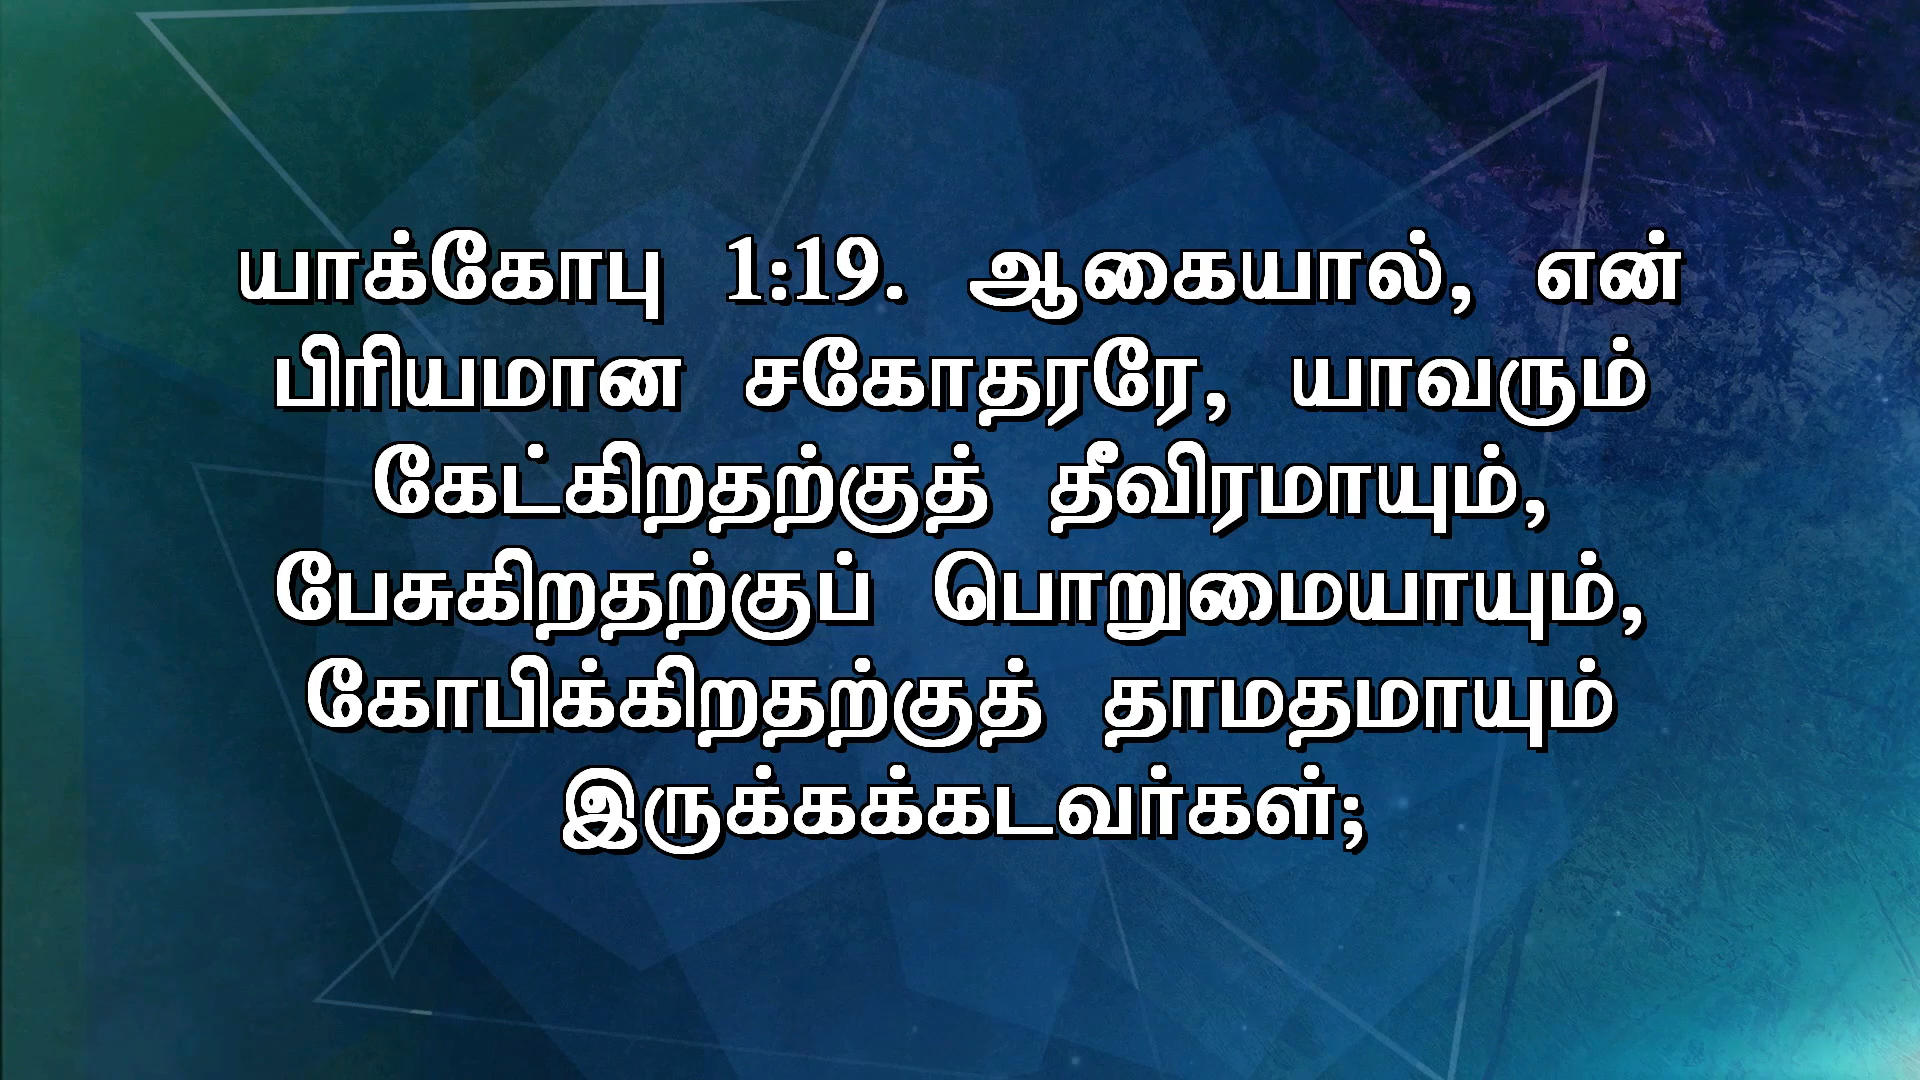 யாக்கோபு 1:19. ஆகையால், என்
பிரியமான சகோதரரே, யாவரும்
கேட்கிறதற்குத் தீவிரமாயும்,
பேசுகிறதற்குப் பொறுமையாயும்,
கோபிக்கிறதற்குத் தாமதமாயும்
இருக்கக்கடவர்கள்;